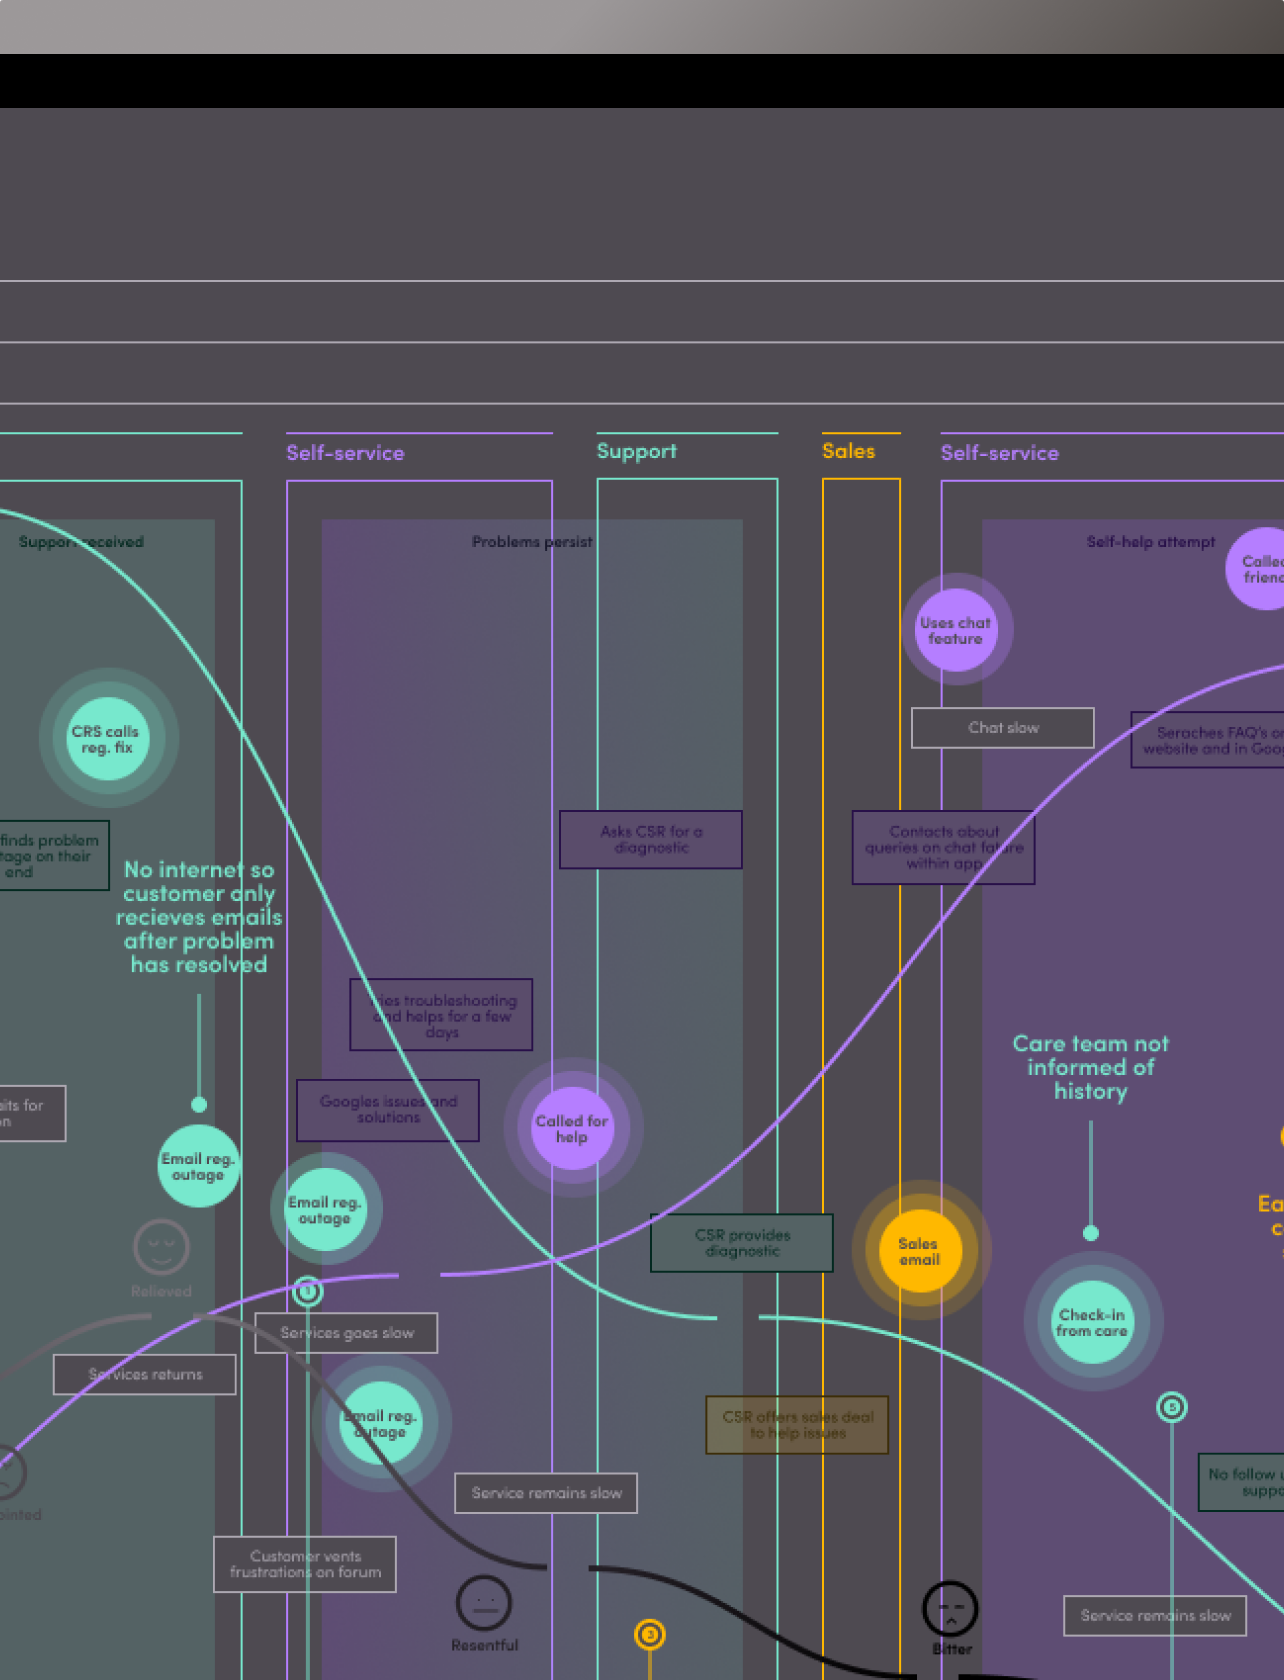 Self-service
Support
Sales
Self-service
Support received
Problems persist
Self-help attempt
Called
friend
Uses chat
feature
CRS calls
reg. fix
Chat slow
Seraches FAQ's on
website and in Goog
finds problem
tage on their
end
Asks CSR for a
diagnostic
Contacts about
queries on chat failure
within app
No internet so
customer only
recieves emails
after problem
has resolved
Tries troubleshooting
and helps for a few
days
Care team not
informed of
history
Googles issues and
solutions
aits for
on
Called for
help
Email reg.
outage
Email reg.
outage
CSR provides
diagnostic
Sales
email
Ea
c
Relieved
Services goes slow
Check-in
from care
Services returns
Email reg.
outage
CSR offers sales deal
to help issues
5
No follow u
suppo
ointed
Service remains slow
Customer vents
frustrations on forum
Resentful
3
Bitter
Service remains slow